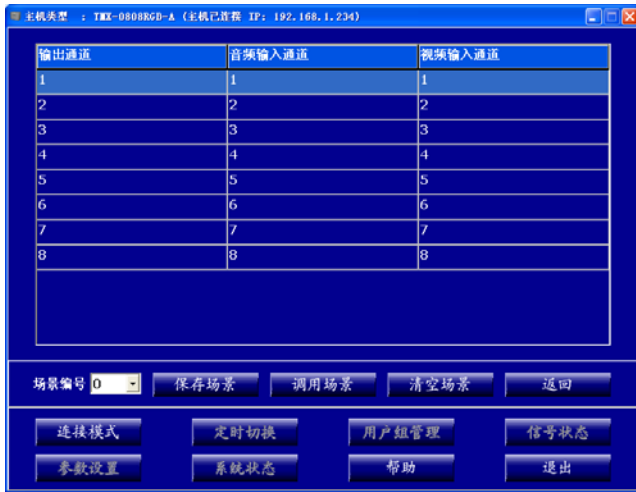 主机类型 : TMX-0808RGD-A (主机已连接 IP: 192.168.1.234)
输出通道 音频输入通道 视频输入通道
1 1 1
2 2 2
3 3 3
4 4 4
5 5 5
6 6 6
7 7 7
8 8 8
场景编号 0 保存场景 调用场景 清空场景 返回
连接模式 定时切换 用户组管理 信号状态
参数设置 系统状态 帮助 退出